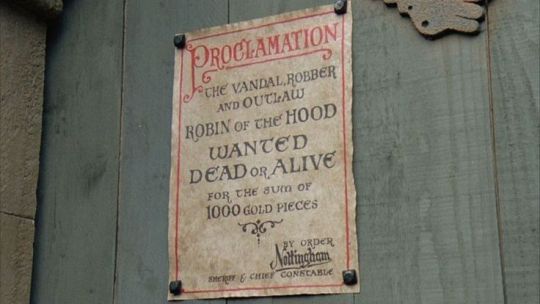 PROCLAMATION
THE VANDAL, ROBBER
AND OUTLAW
ROBIN OF THE HOOD
WANTED
DEAD OR ALIVE
FOR THE SUM OF
1000 GOLD PIECES
BY ORDER
Nottingham
SHERIFF & CHIEF CONSTABLE